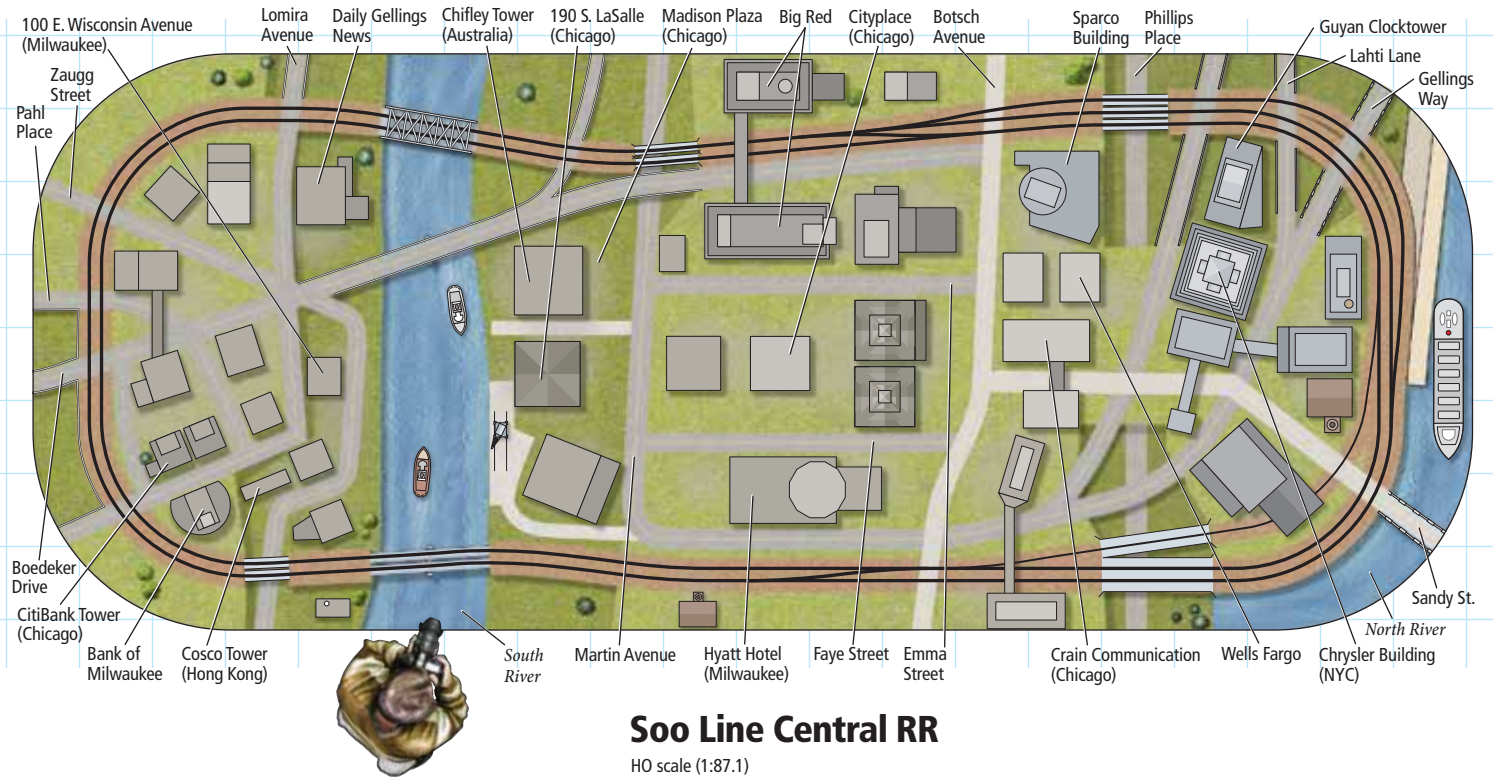 100 E. Wisconsin Avenue
(Milwaukee)
Lomira
Avenue
Daily Gellings
News
Chifley Tower
(Australia)
190 S. LaSalle
(Chicago)
Madison Plaza
(Chicago)
Big Red
Cityplace
(Chicago)
Botsch
Avenue
Sparco
Building
Phillips
Place
Guyan Clocktower
Lahti Lane
Gellings
Way
Zaugg
Street
Pahl
Place
Boedeker
Drive
CitiBank Tower
(Chicago)
Bank of
Milwaukee
Cosco Tower
(Hong Kong)
South
River
Martin Avenue
Hyatt Hotel
(Milwaukee)
Faye Street
Emma
Street
Crain Communication
(Chicago)
Wells Fargo
Chrysler Building
(NYC)
North River
Sandy St.
Soo Line Central RR
HO scale (1:87.1)